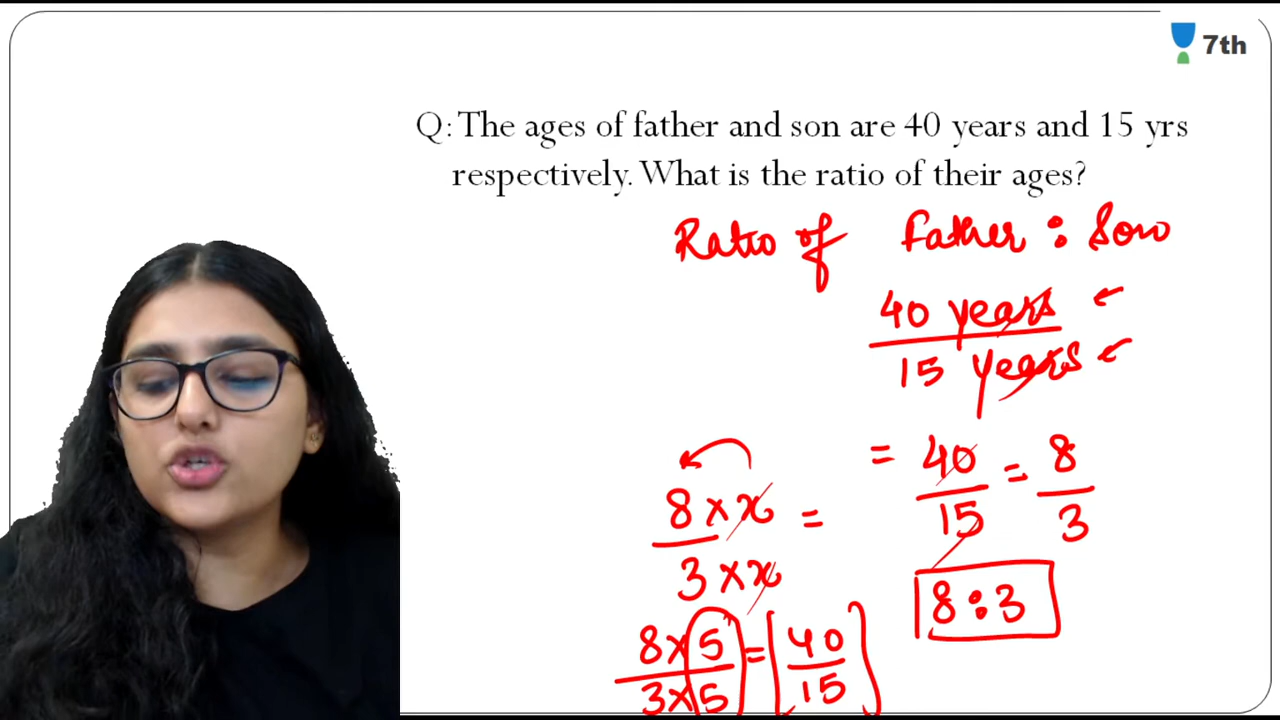 7th
Q: The ages of father and son are 40 years and 15 yrs
respectively. What is the ratio of their ages?
Ratio of Father : Son
40 years
15 years
= 40/15 = 8/3
8 × x =
3 × x
8 : 3
8×5/3×5 = [40/15]